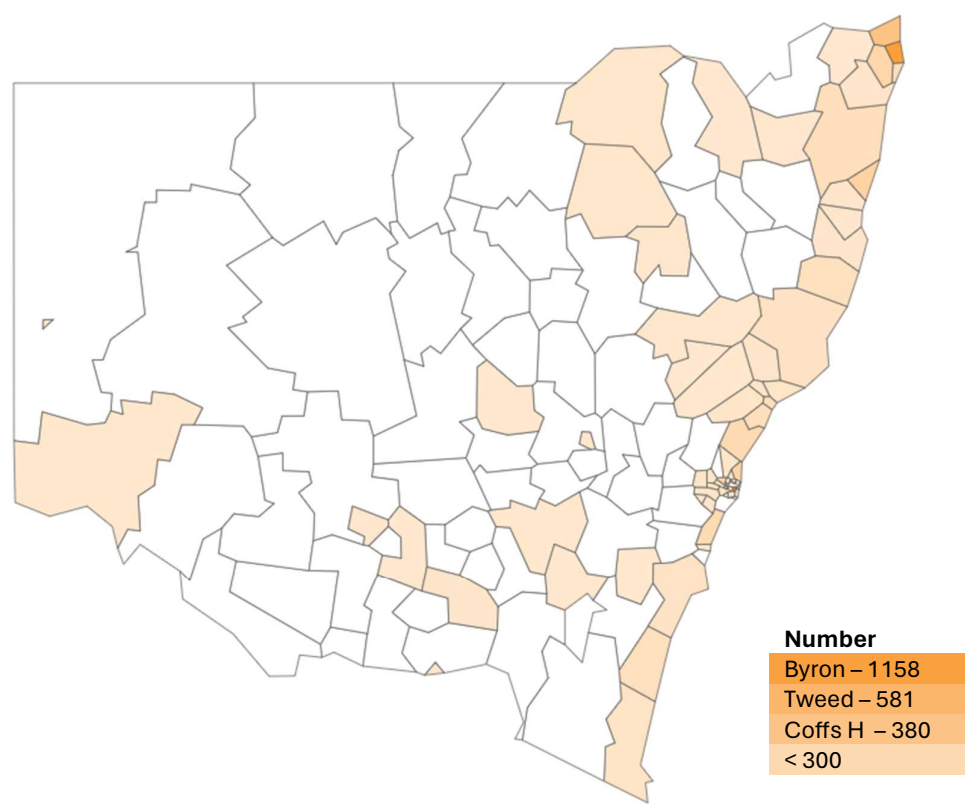 Number
Byron – 1158
Tweed – 581
Coffs H – 380
< 300